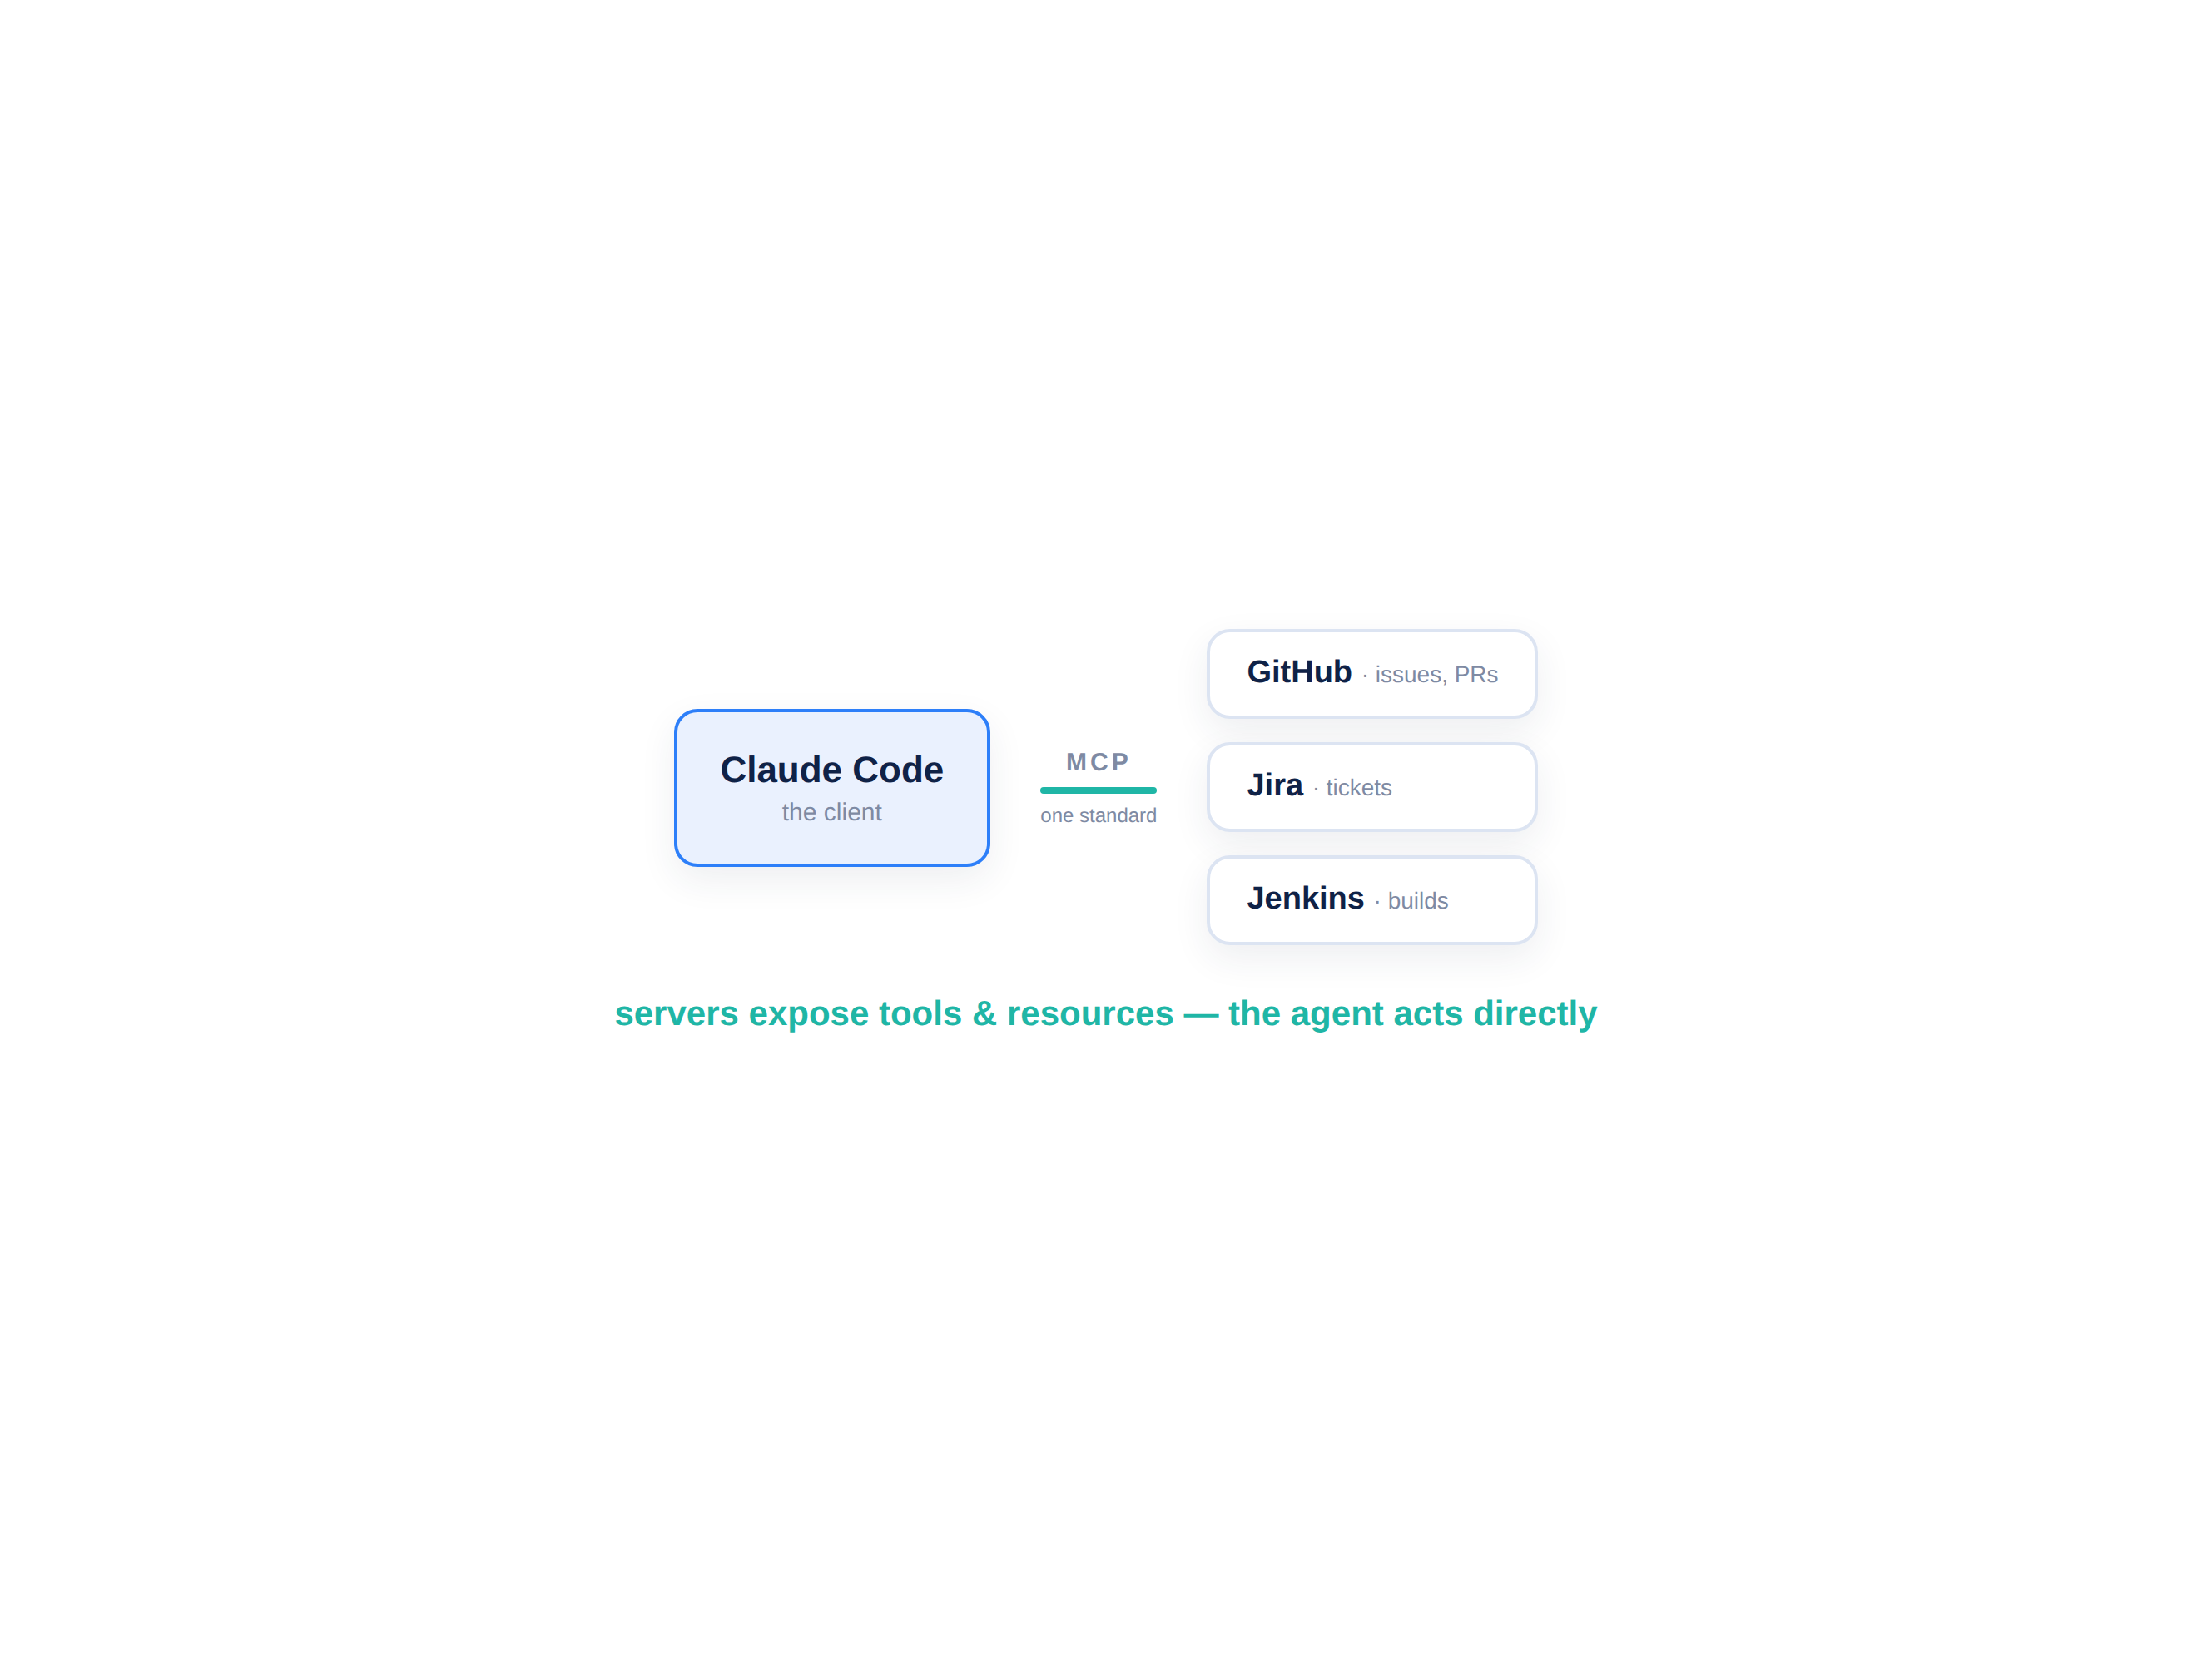 Claude Code
the client
MCP
one standard
GitHub · issues, PRs
Jira · tickets
Jenkins · builds
servers expose tools & resources — the agent acts directly